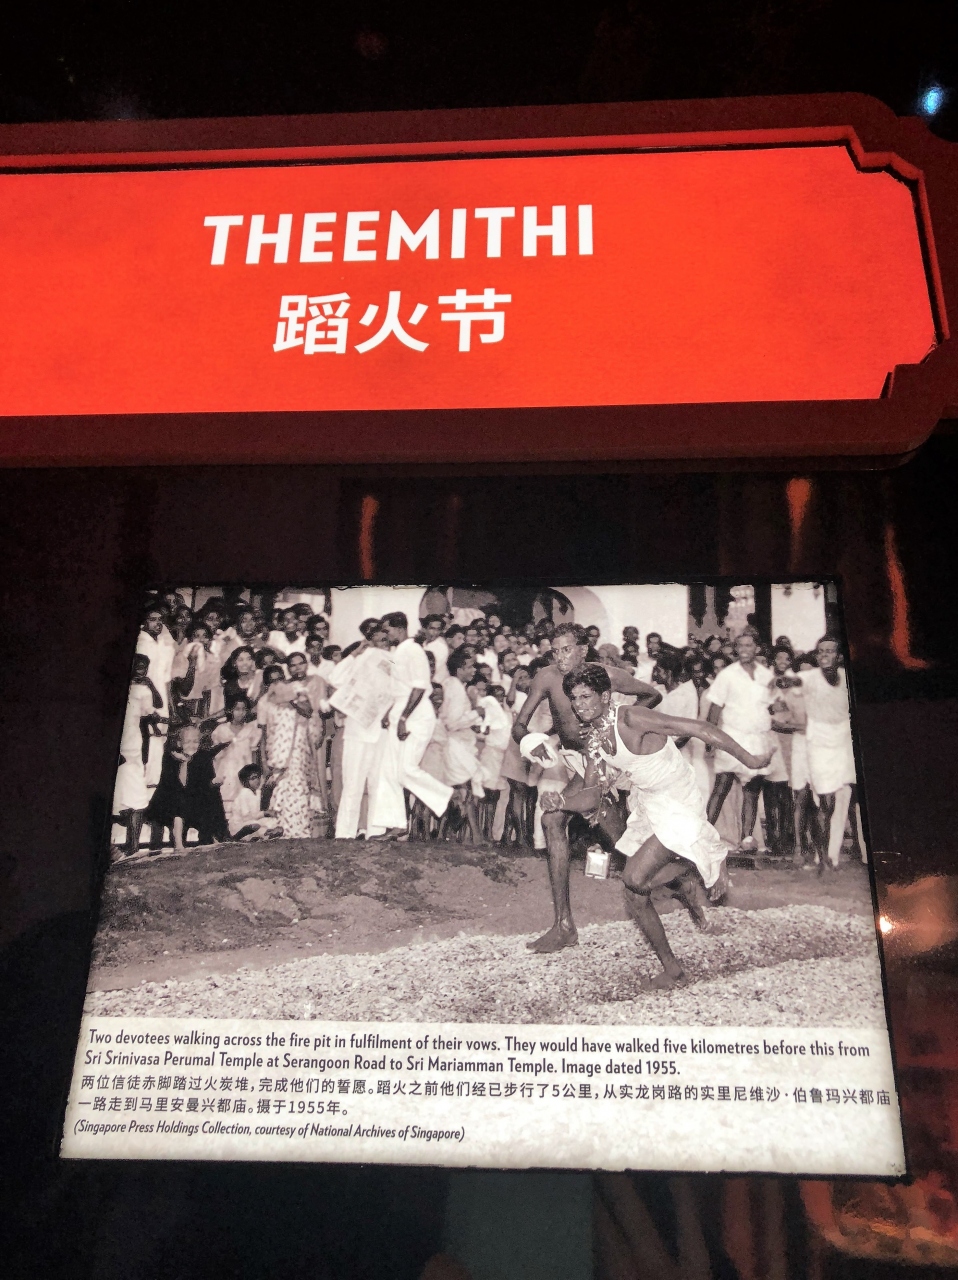 THEEMITHI
蹈火节
Two devotees walking across the fire pit in fulfilment of their vows. They would have walked five kilometres before this from
Sri Srinivasa Perumal Temple at Serangoon Road to Sri Mariamman Temple. Image dated 1955.
两位信徒赤脚踏过火炭堆，完成他们的誓愿。蹈火之前他们经已步行了5公里，从实龙岗路的实里尼维沙·伯鲁玛兴都庙
一路走到马里安曼兴都庙。摄于1955年。
(Singapore Press Holdings Collection, courtesy of National Archives of Singapore)